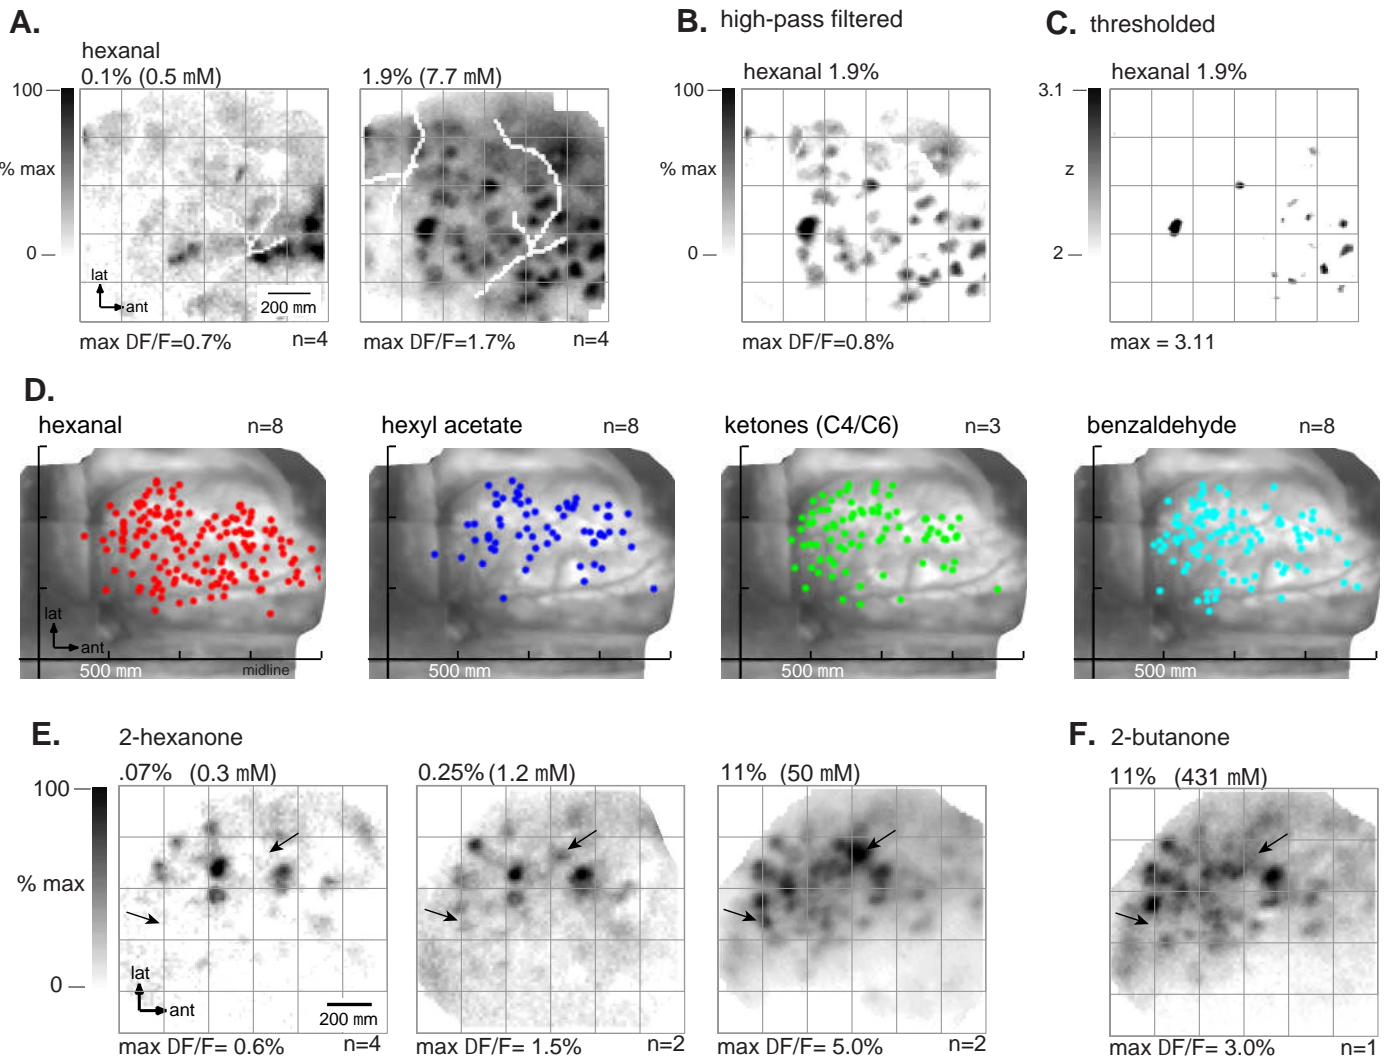 A.
hexanal
0.1% (0.5 mM)
1.9% (7.7 mM)
100
% max
0
lat
ant
200 mm
max DF/F=0.7%
n=4
max DF/F=1.7%
n=4
B. high-pass filtered
hexanal 1.9%
100
% max
0
max DF/F=0.8%
C. thresholded
hexanal 1.9%
3.1
z
2
max = 3.11
D.
hexanal n=8
hexyl acetate n=8
ketones (C4/C6) n=3
benzaldehyde n=8
lat
ant
500 mm
midline
500 mm
500 mm
500 mm
E.
2-hexanone
.07% (0.3 mM)
0.25% (1.2 mM)
11% (50 mM)
100
% max
0
lat
ant
200 mm
max DF/F= 0.6%
n=4
max DF/F= 1.5%
n=2
max DF/F= 5.0%
n=2
F. 2-butanone
11% (431 mM)
max DF/F= 3.0%
n=1